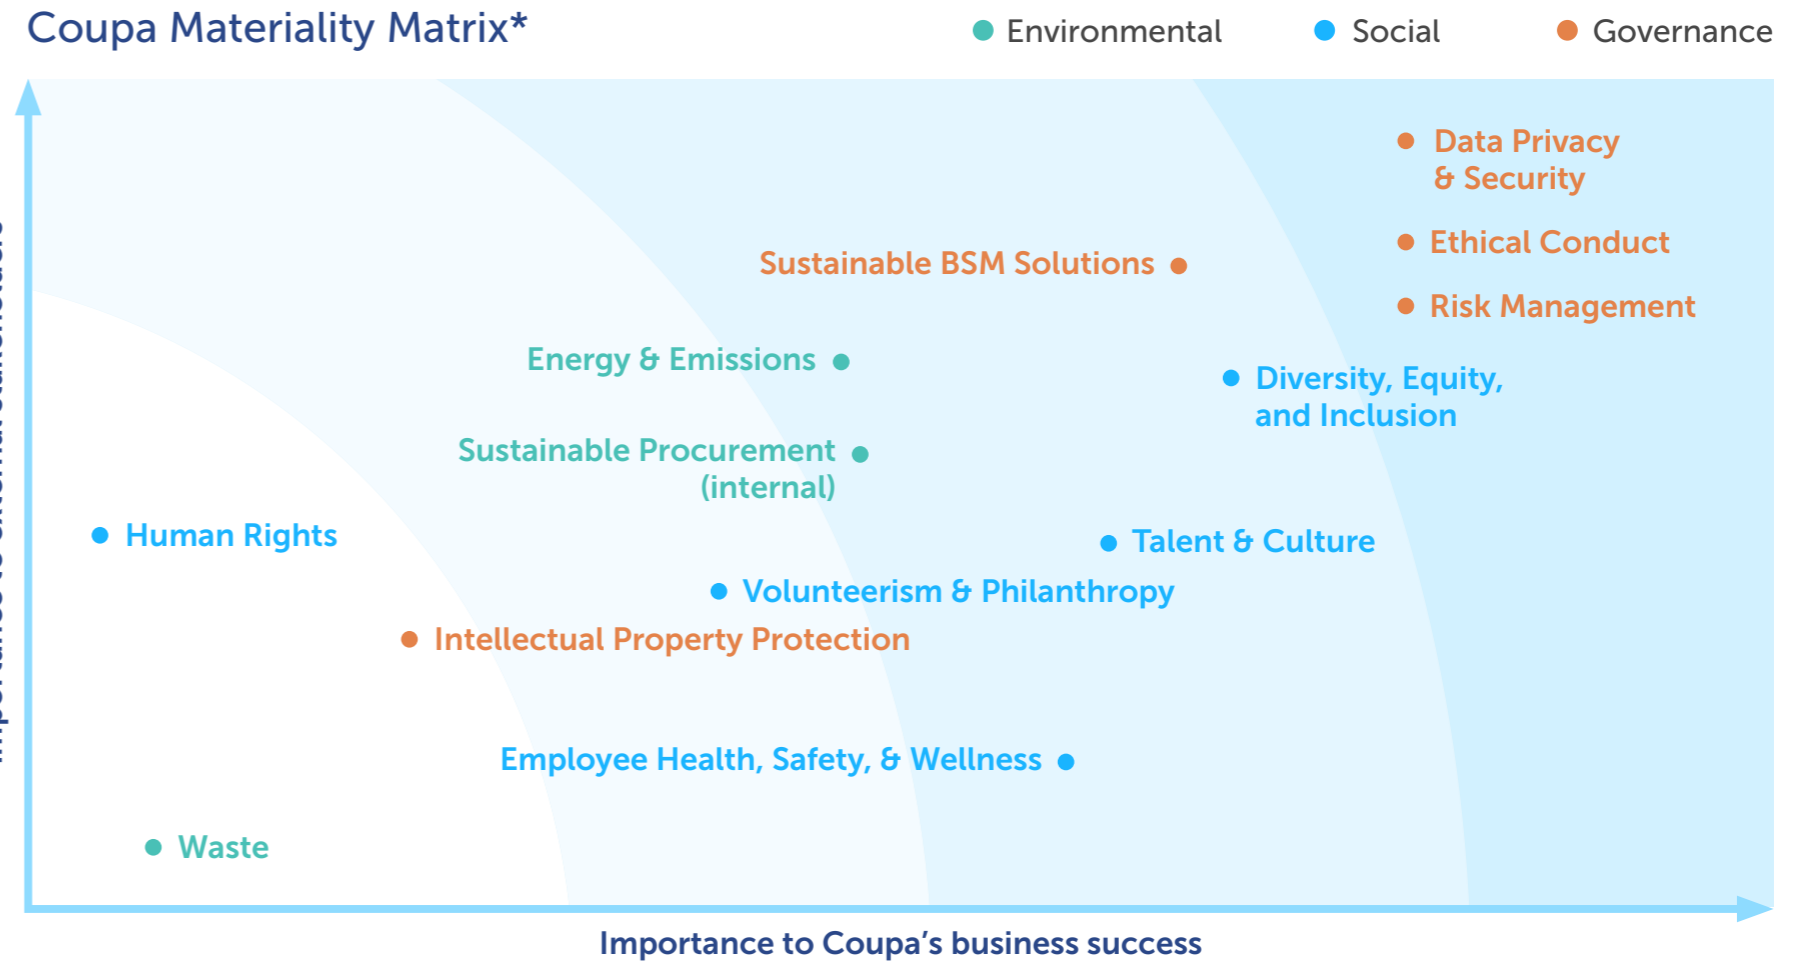 Coupa Materiality Matrix*
Environmental
Social
Governance
Data Privacy
& Security
Ethical Conduct
Sustainable BSM Solutions
Risk Management
Energy & Emissions
Diversity, Equity,
and Inclusion
Sustainable Procurement
(internal)
Human Rights
Talent & Culture
Volunteerism & Philanthropy
Intellectual Property Protection
Employee Health, Safety, & Wellness
Waste
Importance to Coupa’s business success